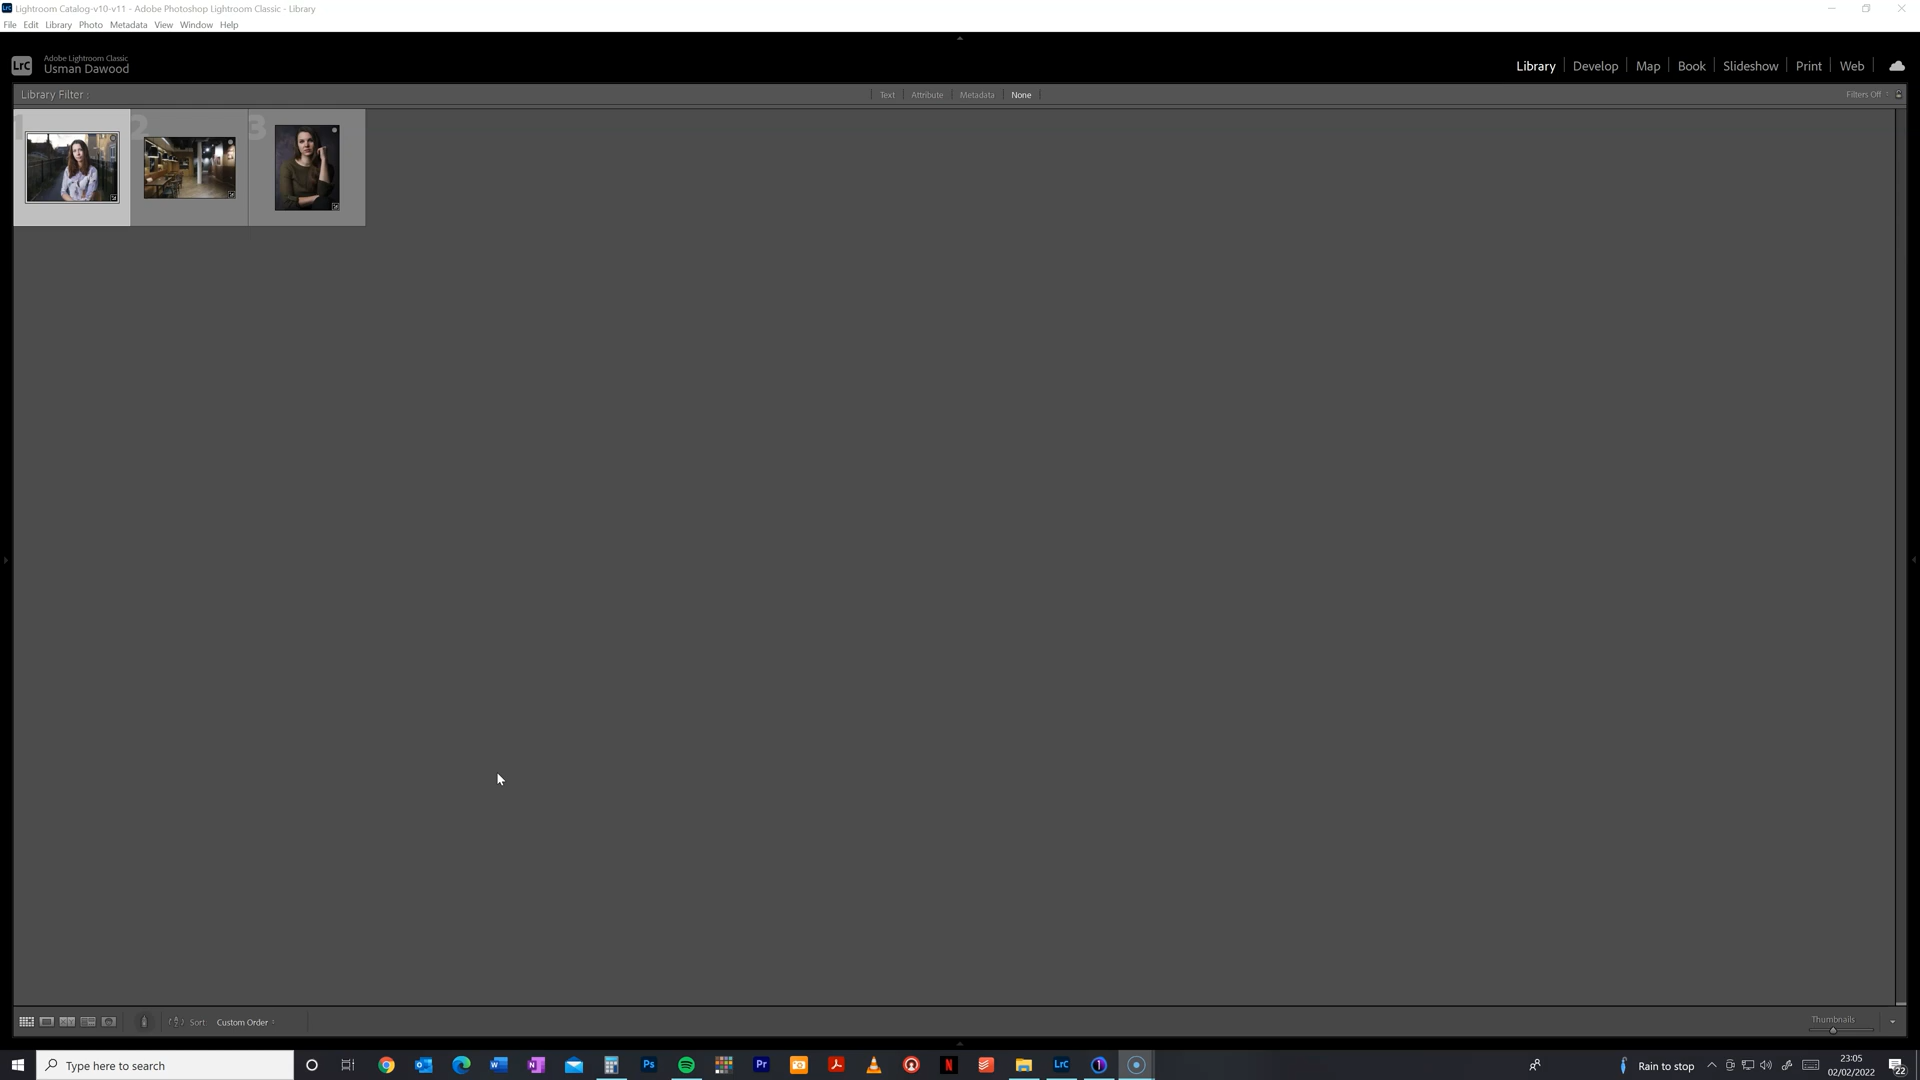 Lightroom Catalog-v10-v11 - Adobe Photoshop Lightroom Classic - Library
File Edit Library Photo Metadata View Window Help
LrC Adobe Lightroom Classic
Usman Dawood
Library Develop Map Book Slideshow Print Web
Library Filter : Text Attribute Metadata None Filters Off
1 2 3
Sort Custom Order Thumbnails
Type here to search Rain to stop 23:05
02/02/2022 22